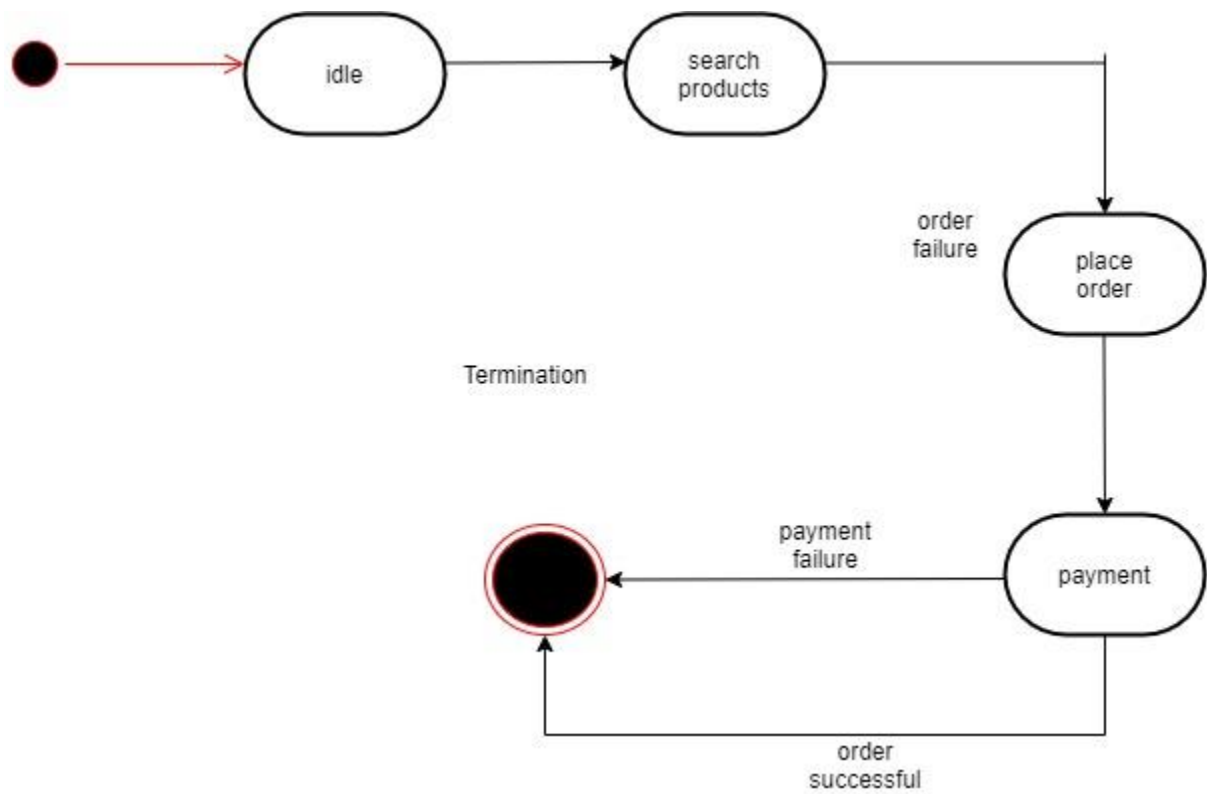 idle
search
products
order
failure
place
order
Termination
payment
failure
payment
order
successful